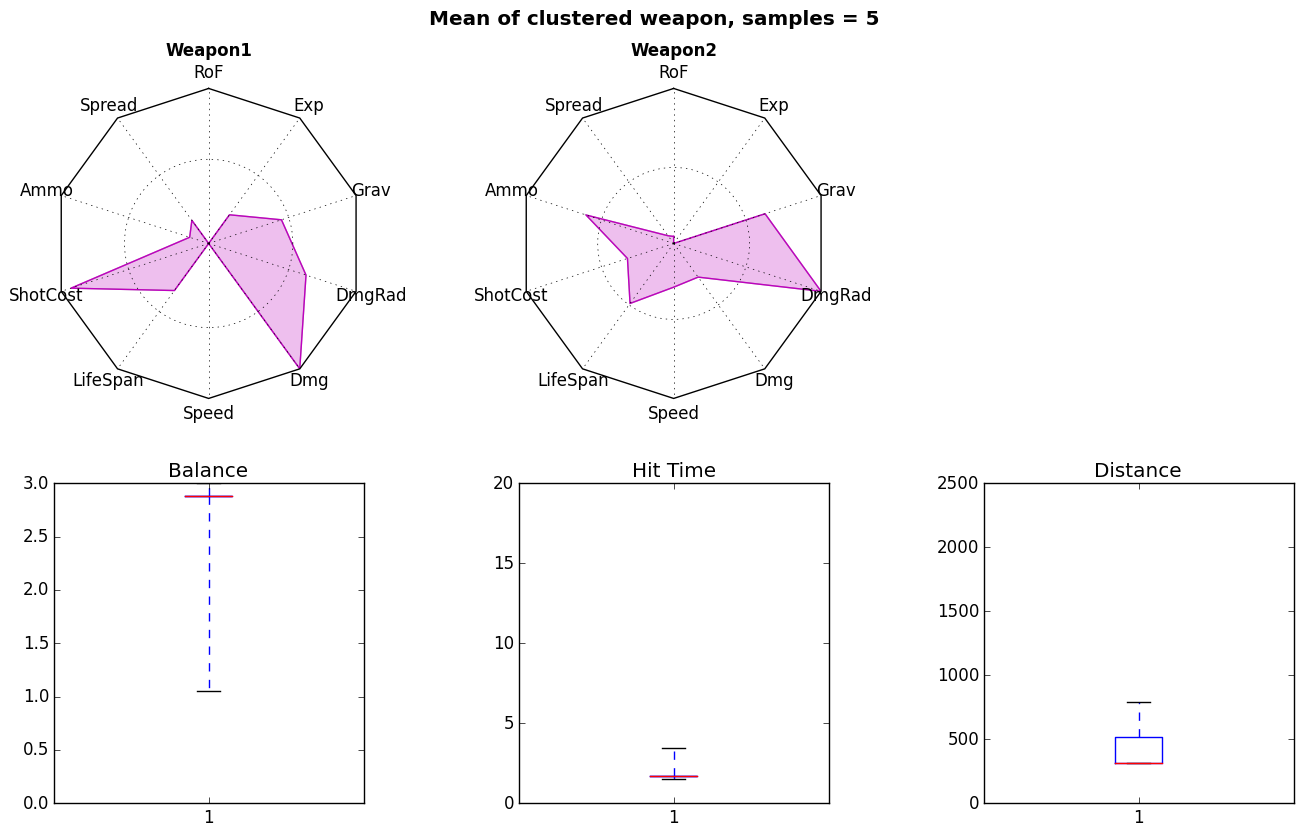 Mean of clustered weapon, samples = 5
Weapon1
RoF
Exp
Grav
DmgRad
Dmg
Speed
LifeSpan
ShotCost
Ammo
Spread
Weapon2
RoF
Exp
Grav
DmgRad
Dmg
Speed
LifeSpan
ShotCost
Ammo
Spread
Balance
3.0
2.5
2.0
1.5
1.0
0.5
0.0
1
Hit Time
20
15
10
5
0
1
Distance
2500
2000
1500
1000
500
0
1